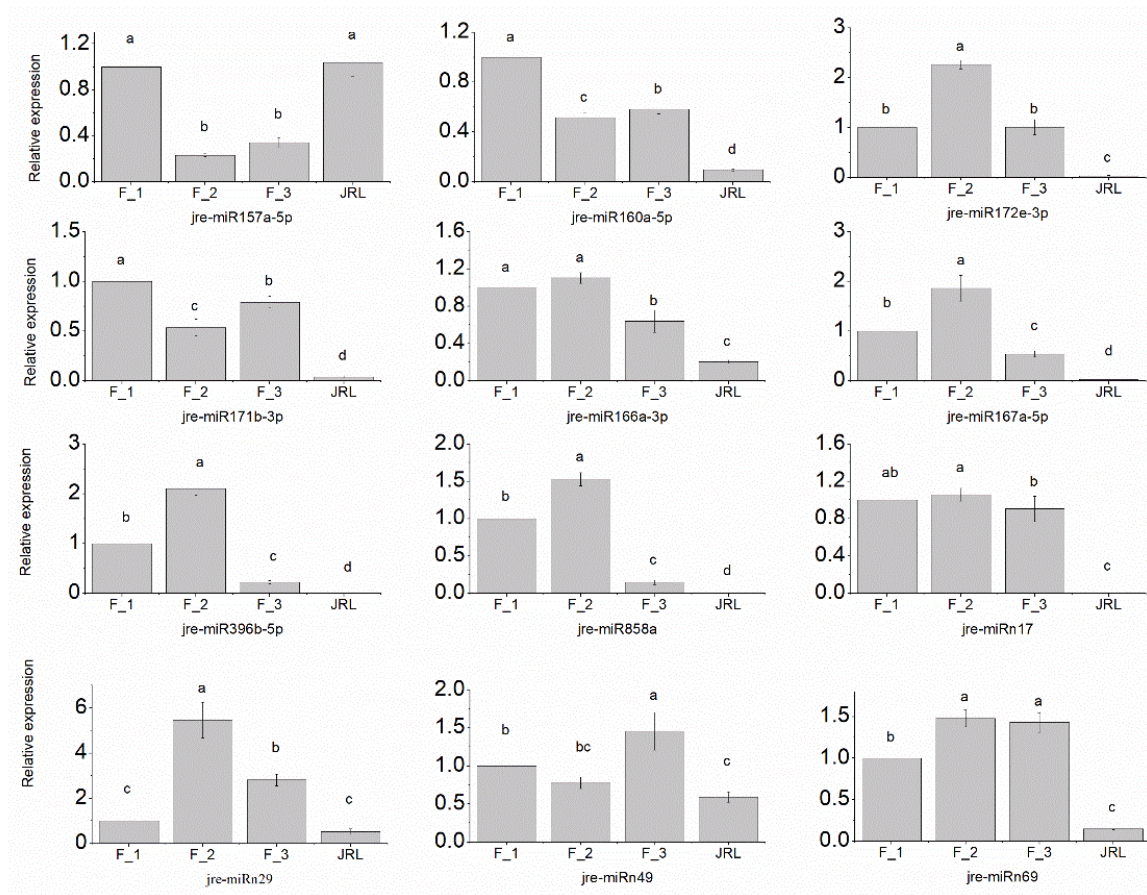 Relative expression
1.2
0.8
0.4
0.0
a
b
b
a
F_1 F_2 F_3 JRL
jre-miR157a-5p
1.2
0.8
0.4
0.0
a
c
b
d
F_1 F_2 F_3 JRL
jre-miR160a-5p
3
2
1
0
b
a
b
c
F_1 F_2 F_3 JRL
jre-miR172e-3p
Relative expression
1.5
1.0
0.5
0.0
a
c
b
d
F_1 F_2 F_3 JRL
jre-miR171b-3p
1.6
1.2
0.8
0.4
0.0
a
a
b
c
F_1 F_2 F_3 JRL
jre-miR166a-3p
3
2
1
0
b
a
c
d
F_1 F_2 F_3 JRL
jre-miR167a-5p
Relative expression
3
2
1
0
b
a
c
d
F_1 F_2 F_3 JRL
jre-miR396b-5p
2.0
1.5
1.0
0.5
0.0
b
a
c
d
F_1 F_2 F_3 JRL
jre-miR858a
1.6
1.2
0.8
0.4
0.0
ab
a
b
c
F_1 F_2 F_3 JRL
jre-miRn17
Relative expression
6
4
2
0
c
a
b
c
F_1 F_2 F_3 JRL
jre-miRn29
2.0
1.5
1.0
0.5
0.0
b
bc
a
c
F_1 F_2 F_3 JRL
jre-miRn49
1.5
1.0
0.5
0.0
b
a
a
c
F_1 F_2 F_3 JRL
jre-miRn69